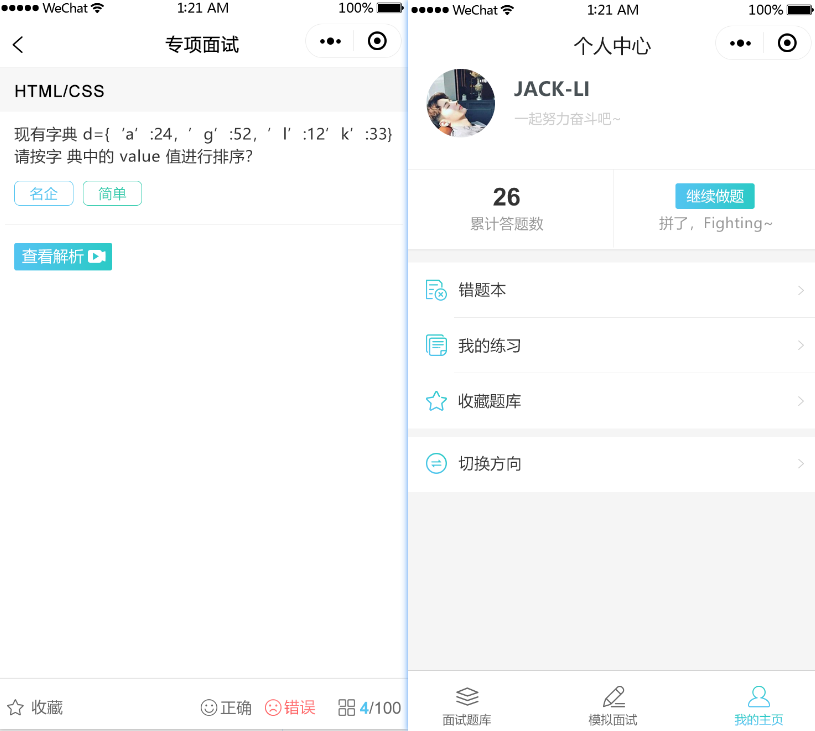 WeChat 1:21 AM 100%
专项面试
HTML/CSS
现有字典 d={‘a’:24,’g’:52,’l’:12’k’:33}
请按字 典中的 value 值进行排序?
名企 简单
查看解析
收藏 正确 错误 4/100
WeChat 1:21 AM 100%
个人中心
JACK-LI
一起努力奋斗吧~
26
累计答题数
继续做题
拼了，Fighting~
错题本
我的练习
收藏题库
切换方向
面试题库 模拟面试 我的主页